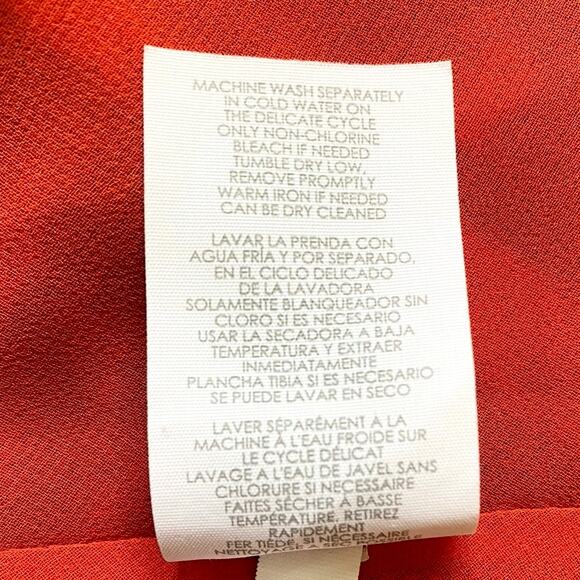 MACHINE WASH SEPARATELY
IN COLD WATER ON
THE DELICATE CYCLE
ONLY NON-CHLORINE
BLEACH IF NEEDED
TUMBLE DRY LOW,
REMOVE PROMPTLY
WARM IRON IF NEEDED
CAN BE DRY CLEANED
LAVAR LA PRENDA CON
AGUA FRÍA Y POR SEPARADO,
EN EL CICLO DELICADO
DE LA LAVADORA
SOLAMENTE BLANQUEADOR SIN
CLORO SI ES NECESARIO
USAR LA SECADORA A BAJA
TEMPERATURA Y EXTRAER
INMEDIATAMENTE
PLANCHA TIBIA SI ES NECESARIO
SE PUEDE LAVAR EN SECO
LAVER SÉPARÉMENT À LA
MACHINE À L'EAU FROIDE SUR
LE CYCLE DÉLICAT
LAVAGE A L'EAU DE JAVEL SANS
CHLORURE SI NECESSAIRE
FAITES SÉCHER À BASSE
TEMPÉRATURE, RETIREZ
RAPIDEMENT
FER TIÈDE, SI NÉCESSAIRE
NETTOYAGE A SEC POSSIBLE